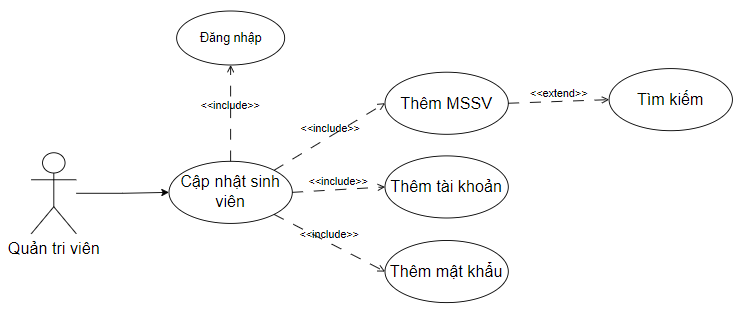 Đăng nhập
<<include>>
Thêm MSSV
<<extend>>
Tìm kiếm
<<include>>
Cập nhật sinh
viên
<<include>>
Thêm tài khoản
Quản tri viên
<<include>>
Thêm mật khẩu